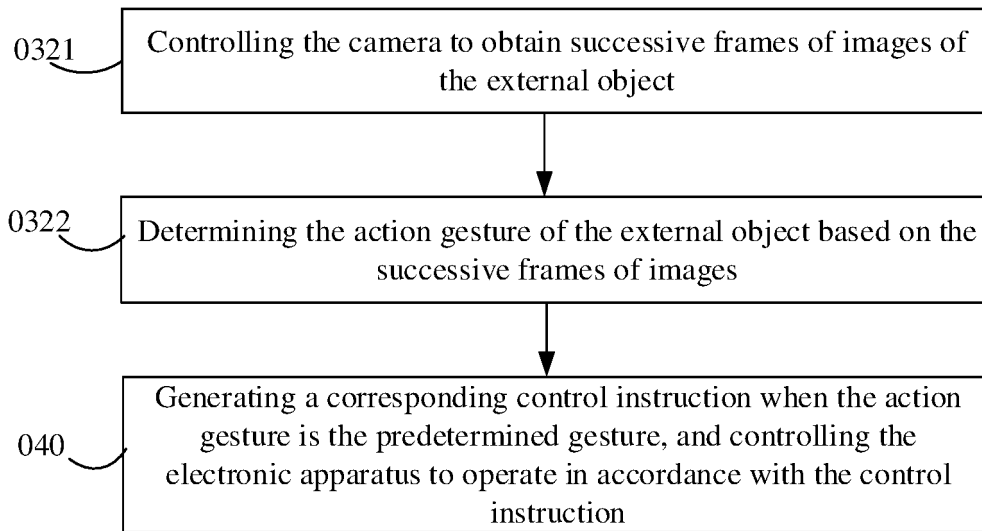 0321
Controlling the camera to obtain successive frames of images of
the external object
0322
Determining the action gesture of the external object based on the
successive frames of images
040
Generating a corresponding control instruction when the action
gesture is the predetermined gesture, and controlling the
electronic apparatus to operate in accordance with the control
instruction